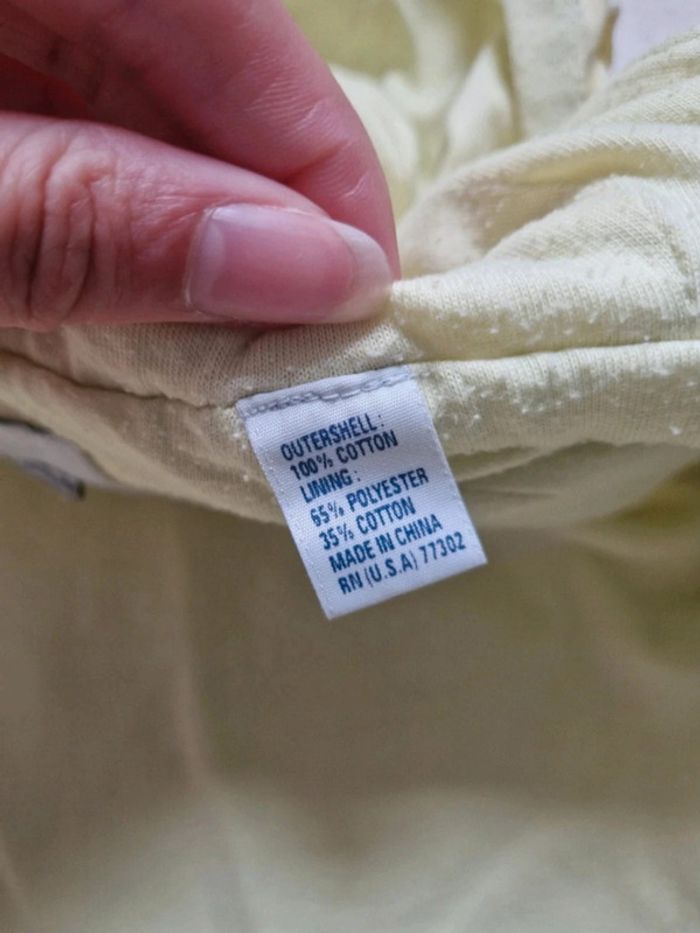 OUTERSHELL:
100% COTTON
LINING:
65% POLYESTER
35% COTTON
MADE IN CHINA
RN (U.S.A) 77302